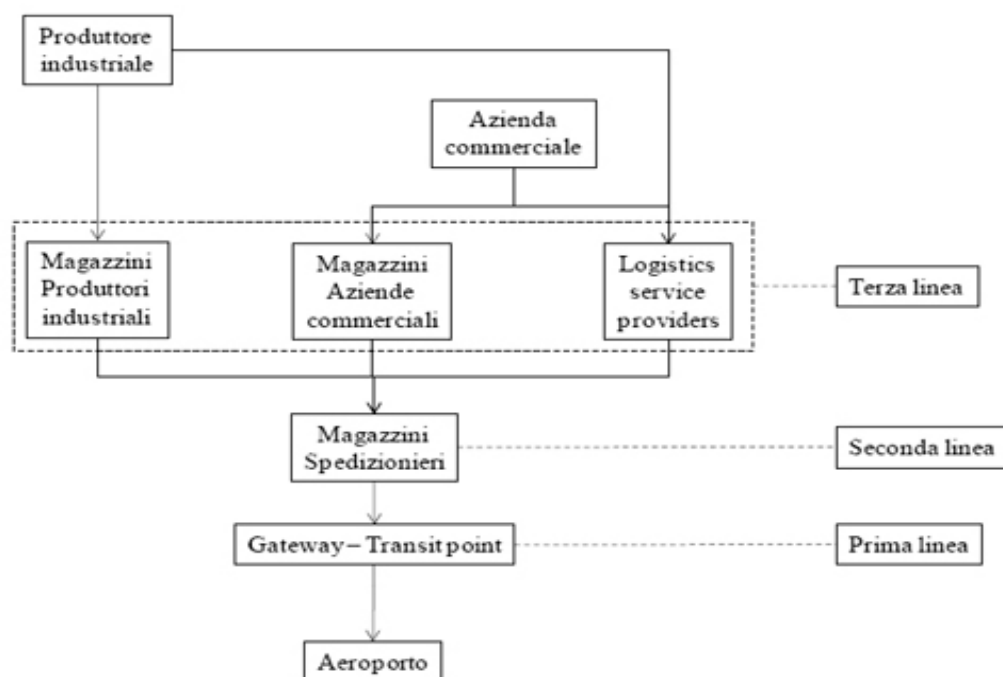 Produttore
industriale
Azienda
commerciale
Magazzini
Produttori
industriali
Magazzini
Aziende
commerciali
Logistics
service
providers
Terza linea
Magazzini
Spedizionieri
Seconda linea
Gateway – Transit point
Prima linea
Aeroporto